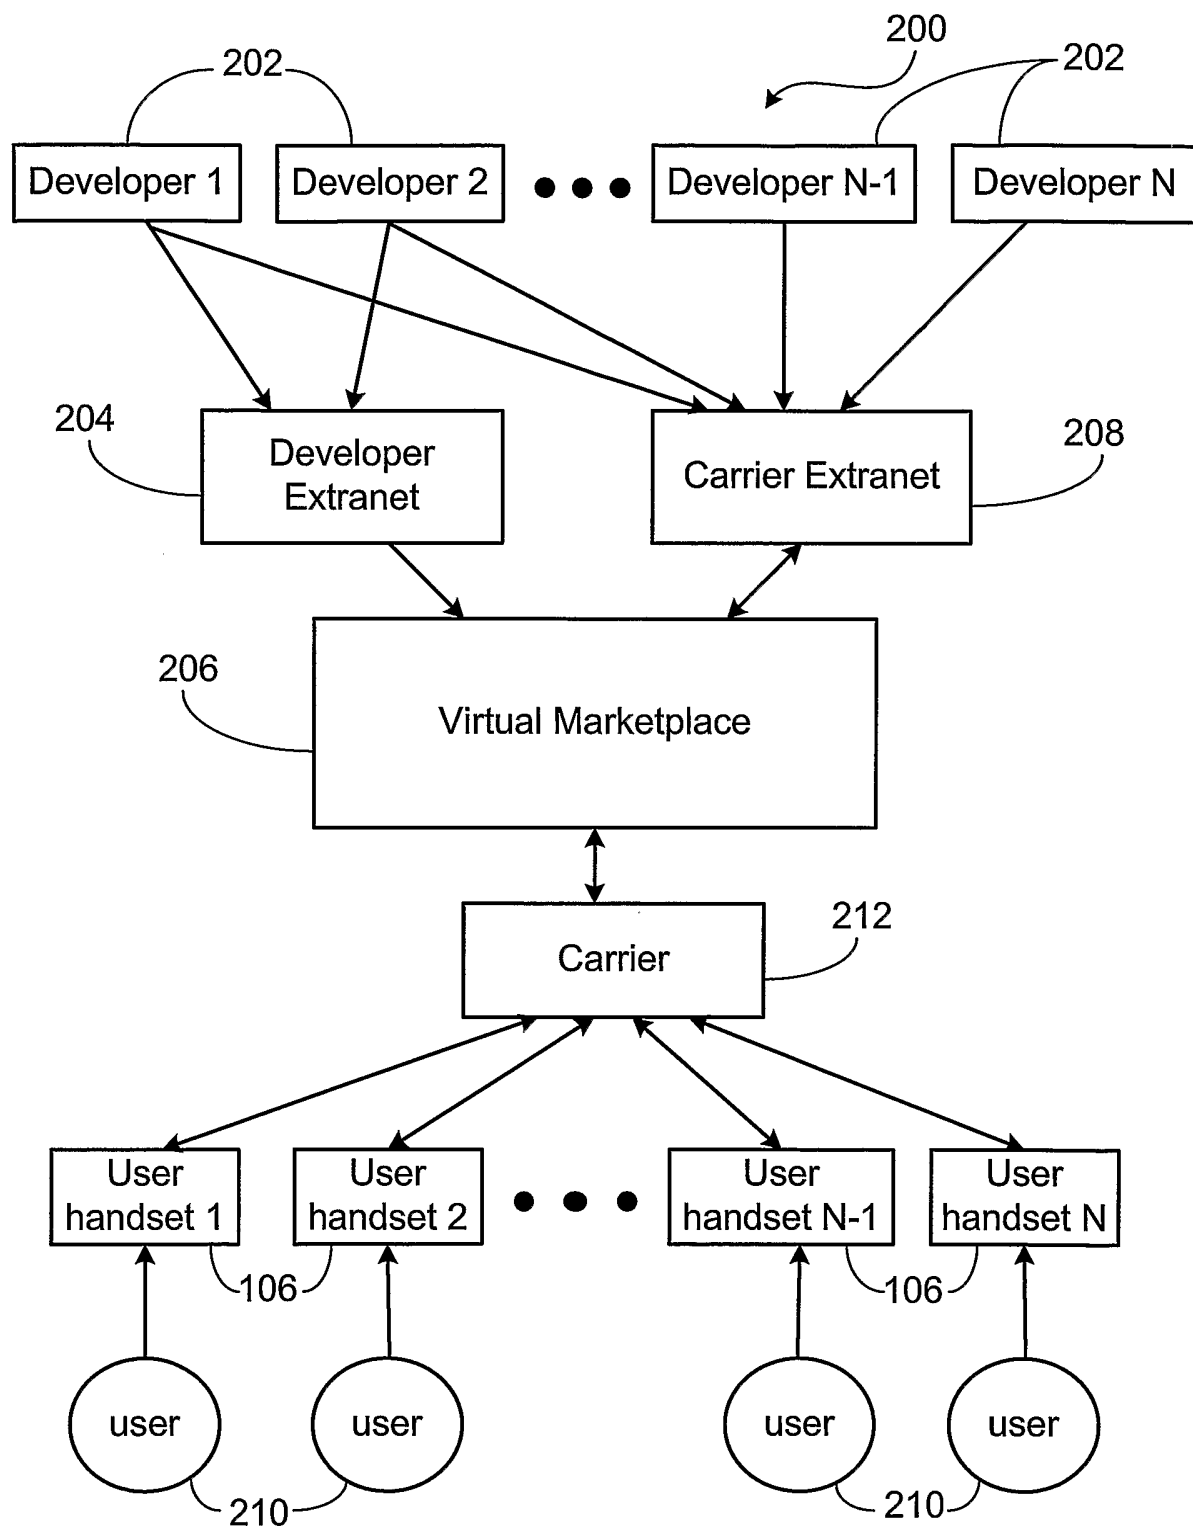 200
202
202
Developer 1
Developer 2
Developer N-1
Developer N
204
Developer
Extranet
Carrier Extranet
208
206
Virtual Marketplace
Carrier
212
User
handset 1
User
handset 2
User
handset N-1
User
handset N
106
106
user
user
user
user
210
210